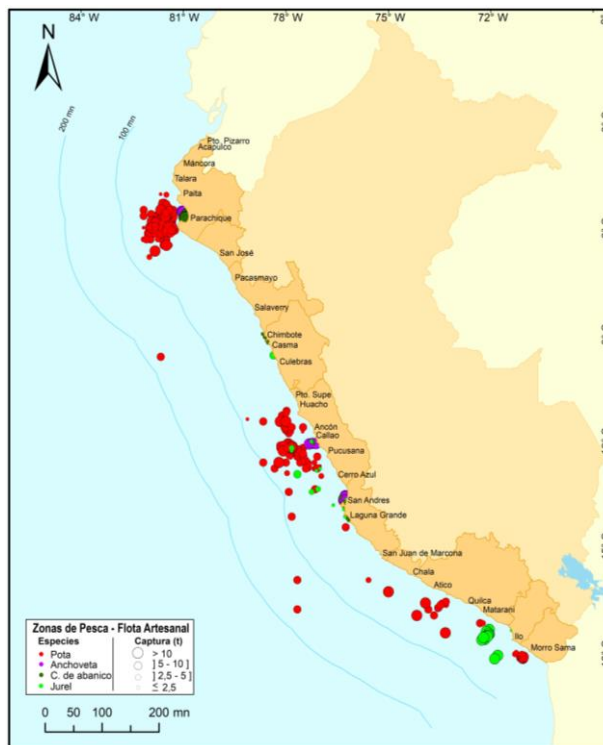 84° W
81°W
78°W
75°W
72°W
N
200 mn
100 mn
Pto. Pizarro
Acapulco
Máncora
Talara
Paita
Parachique
San José
Pacasmayo
Salaverry
Chimbote
Casma
Culebras
Pto. Supe
Huacho
Ancón
Callao
Pucusana
Cerro Azul
San Andres
Laguna Grande
San Juan de Marcona
Chala
Atico
Quilca
Matarani
Ilo
Morro Sama
Zonas de Pesca - Flota Artesanal
Especies Captura (t)
Pota > 10
Anchoveta ] 5 - 10 ]
C. de abanico ] 2,5 - 5 ]
Jurel ≤ 2,5
0 50 100 200 mn